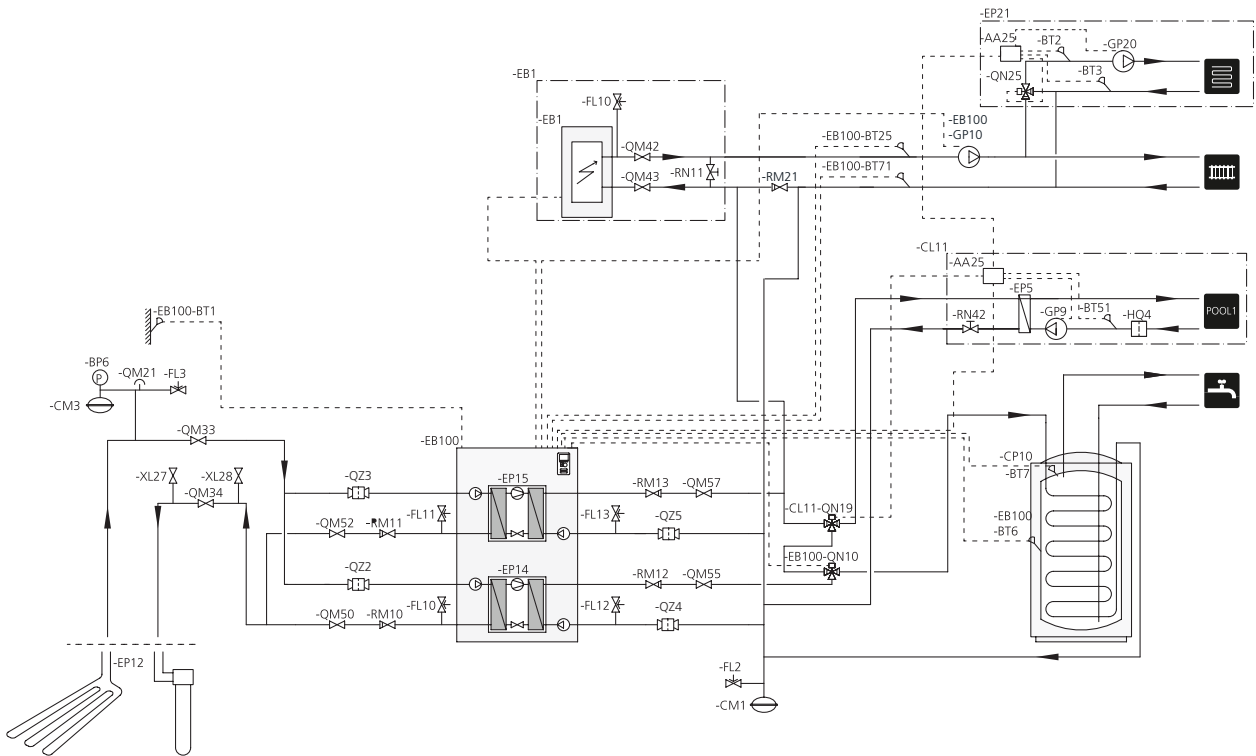 -EP21
-AA25
-BT2
-GP20
-QN25
-BT3
-EB1
-FL10
-EB1
-QM42
-QM43
-RN11
-EB100-BT25
-EB100
-GP10
-EB100-BT71
-RM21
-CL11
-AA25
-EP5
-RN42
-GP9
-BT51
-HQ4
POOL1
-EB100-BT1
-BP6
P
-QM21
-FL3
-CM3
-QM33
-XL27
-XL28
-QM34
-EB100
-QZ3
-EP15
-RM13
-QM57
-QM52
-RM11
-FL11
-FL13
-QZ5
-CL11-QN19
-EB100-QN10
-QZ2
-EP14
-RM12
-QM55
-QM50
-RM10
-FL10
-FL12
-QZ4
-CP10
-BT7
-EB100
-BT6
-EP12
-FL2
-CM1